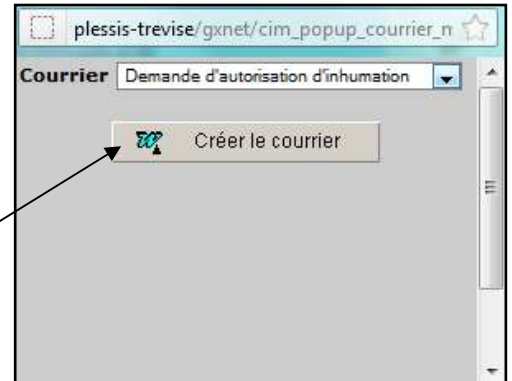 plessis-trevise/gxnet/cim_popup_courrier_n
Courrier Demande d'autorisation d'inhumation
Créer le courrier